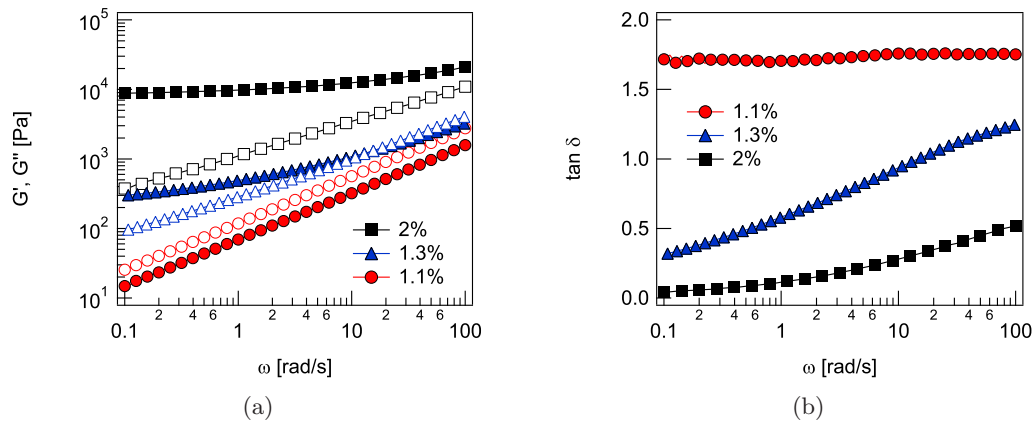 10⁵
10⁴
10³
10²
10¹
G', G'' [Pa]
2%
1.3%
1.1%
0.1 2 4 6 1 2 4 6 10 2 4 6 100
ω [rad/s]
(a)
2.0
1.5
1.0
0.5
0.0
tan δ
1.1%
1.3%
2%
0.1 2 4 6 1 2 4 6 10 2 4 6 100
ω [rad/s]
(b)